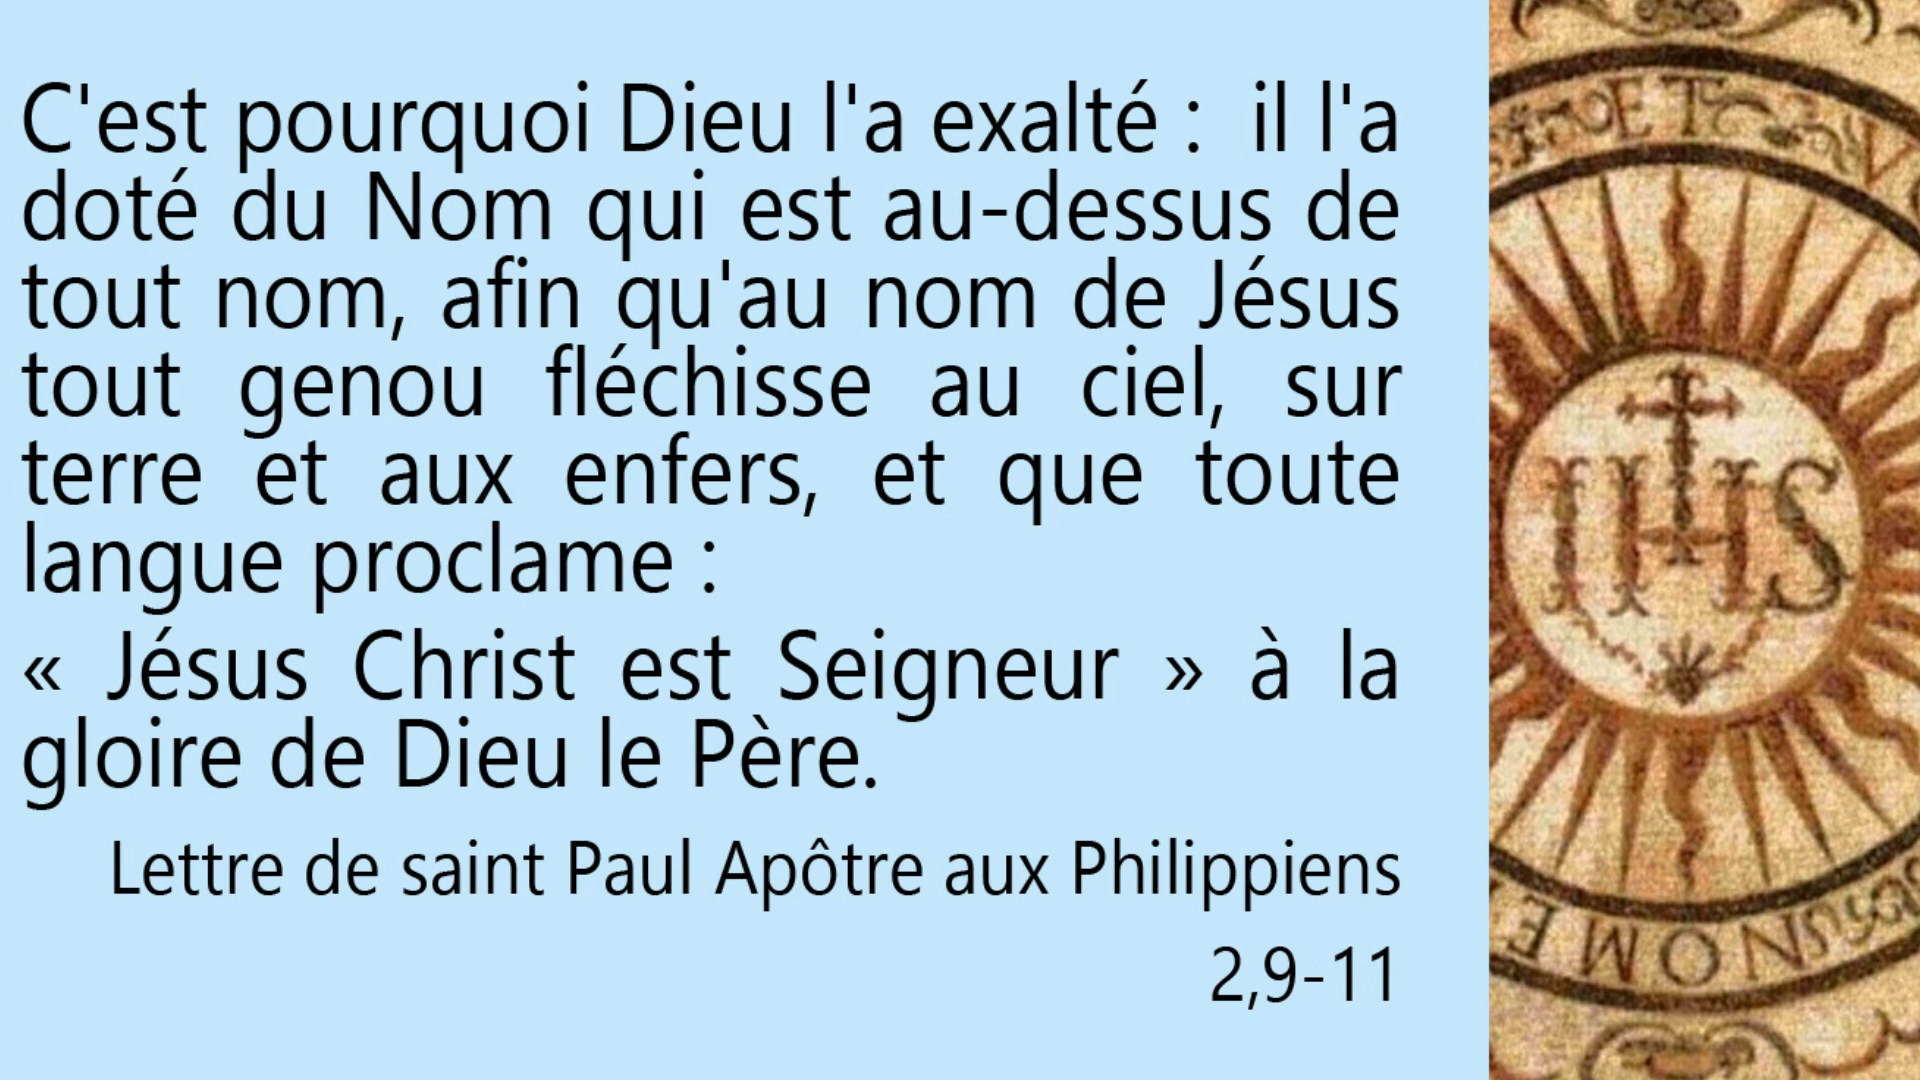 C'est pourquoi Dieu l'a exalté :  il l'a
doté du Nom qui est au-dessus de
tout nom, afin qu'au nom de Jésus
tout genou fléchisse au ciel, sur
terre et aux enfers, et que toute
langue proclame :
« Jésus Christ est Seigneur » à la
gloire de Dieu le Père.
Lettre de saint Paul Apôtre aux Philippiens
2,9-11
IHS
NOME